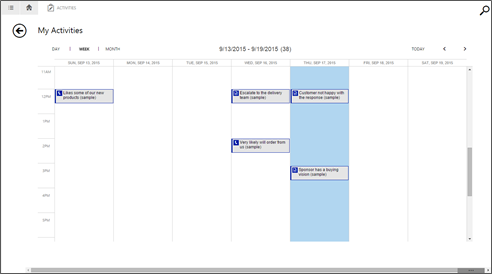 ACTIVITIES
My Activities
DAY WEEK MONTH
9/13/2015 - 9/19/2015 (38)
TODAY
SUN, SEP 13, 2015 MON, SEP 14, 2015 TUE, SEP 15, 2015 WED, SEP 16, 2015 THU, SEP 17, 2015 FRI, SEP 18, 2015 SAT, SEP 19, 2015
11AM
12PM
Likes some of our new
products (sample)
Escalate to the delivery
team (sample)
Customer not happy with
the response (sample)
1PM
2PM
Very likely will order from
us (sample)
3PM
Sponsor has a buying
vision (sample)
4PM
5PM